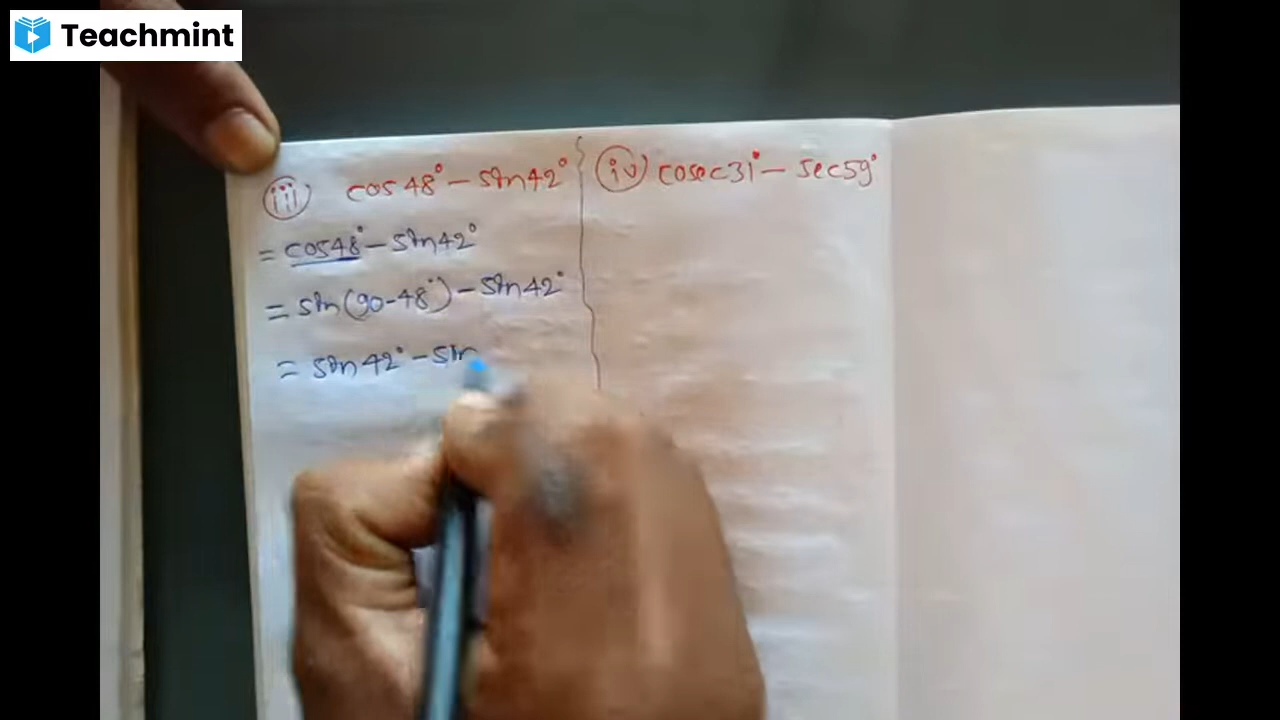 Teachmint
(iii) cos 48° - sin 42°
= cos 48° - sin 42°
= sin (90 - 48°) - sin 42°
= sin 42° - sin
(iv) cosec 31° - sec 59°